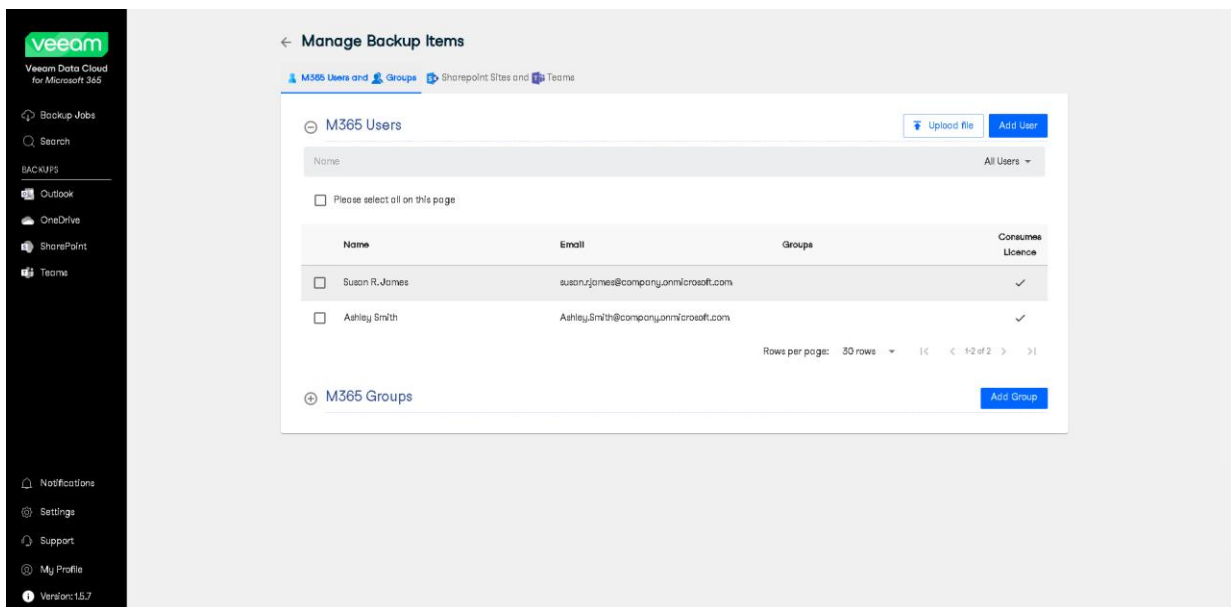 veeam
Veeam Data Cloud
for Microsoft 365
Backup Jobs
Search
BACKUPS
Outlook
OneDrive
SharePoint
Teams
Notifications
Settings
Support
My Profile
Version: 1.5.7
← Manage Backup Items
M365 Users and Groups Sharepoint Sites and Teams
M365 Users Upload file Add User
Name All Users
Please select all on this page
Name Email Groups Consumes
Licence
Susan R. James susan.r.james@company.onmicrosoft.com
Ashley Smith Ashley.Smith@company.onmicrosoft.com
Rows per page: 30 rows 1-2 of 2
M365 Groups Add Group